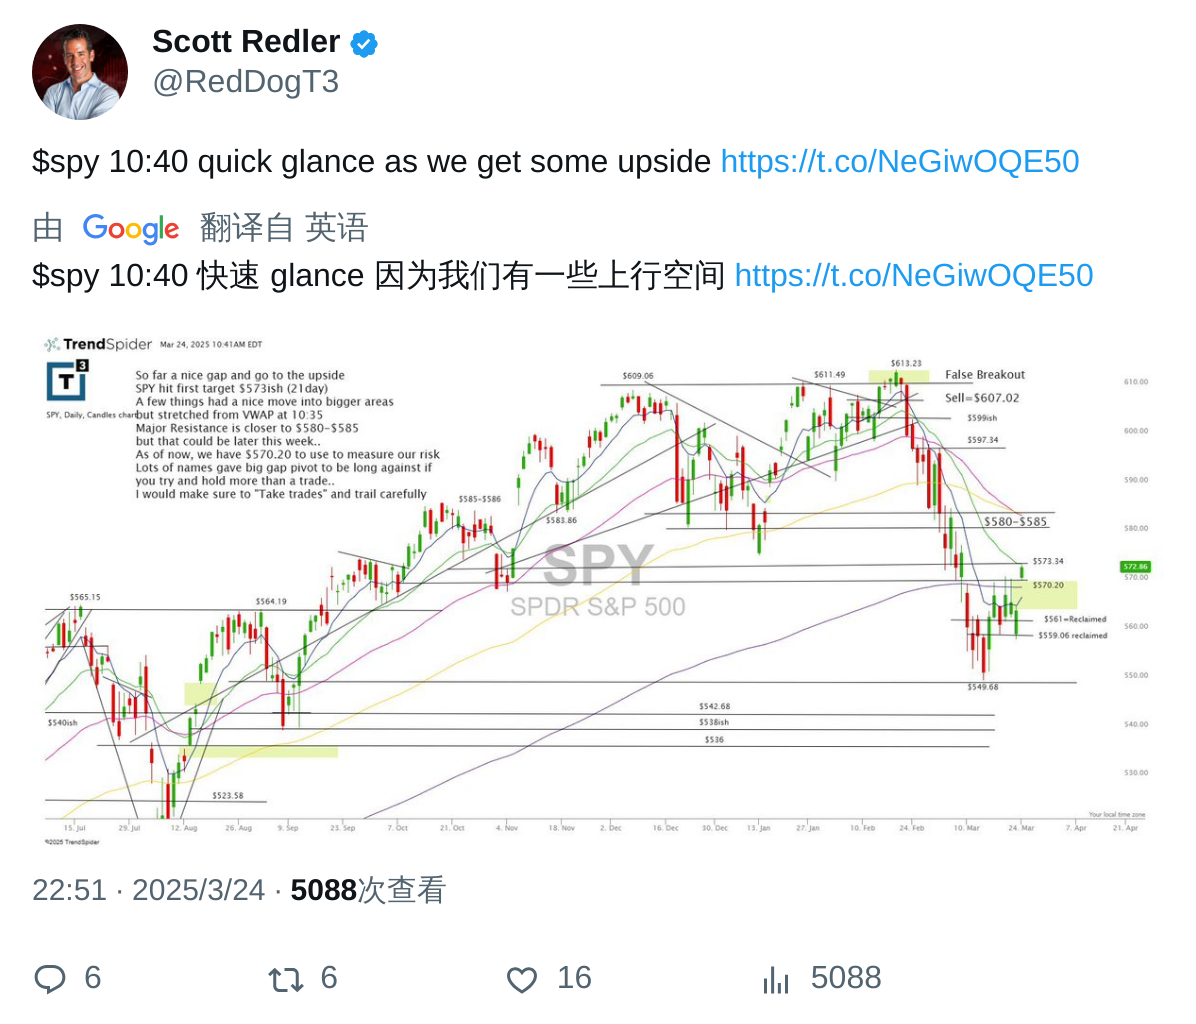 Scott Redler
@RedDogT3
$spy 10:40 quick glance as we get some upside https://t.co/NeGiwOQE50
由 Google 翻译自 英语
$spy 10:40 快速 glance 因为我们有一些上行空间 https://t.co/NeGiwOQE50
TrendSpider Mar 24, 2025 10:41AM EDT
T3
SPY, Daily, Candles chart
So far a nice gap and go to the upside
SPY hit first target $573ish (21day)
A few things had a nice move into bigger areas
but stretched from VWAP at 10:35
Major Resistance is closer to $580-$585
but that could be later this week..
As of now, we have $570.20 to use to measure our risk
Lots of names gave big gap pivot to be long against if
you try and hold more than a trade..
I would make sure to "Take trades" and trail carefully
$613.23
$609.06
$611.49
False Breakout
Sell=$607.02
$599ish
$597.34
$585-$586
$583.86
$580-$585
$573.34
$570.20
$565.15
$564.19
$561=Reclaimed
$559.06 reclaimed
$549.68
$542.68
$540ish
$538ish
$536
$523.58
SPY
SPDR S&P 500
610.00
600.00
590.00
580.00
572.86
570.00
560.00
550.00
540.00
530.00
Your local time zone
15. Jul 29. Jul 12. Aug 26. Aug 9. Sep 23. Sep 7. Oct 21. Oct 4. Nov 18. Nov 2. Dec 16. Dec 30. Dec 13. Jan 27. Jan 10. Feb 24. Feb 10. Mar 24. Mar 7. Apr 21. Apr
©2025 TrendSpider
22:51 · 2025/3/24 · 5088次查看
6 6 16 5088